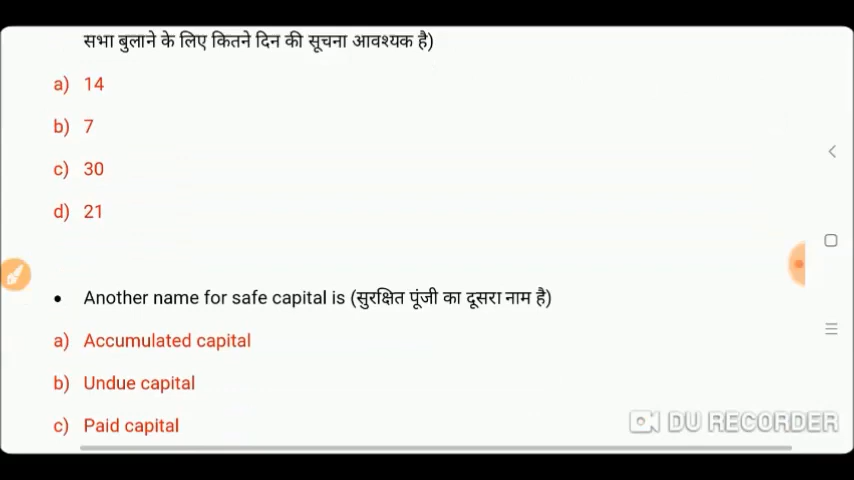 सभा बुलाने के लिए कितने दिन की सूचना आवश्यक है)
a) 14
b) 7
c) 30
d) 21
• Another name for safe capital is (सुरक्षित पूंजी का दूसरा नाम है)
a) Accumulated capital
b) Undue capital
c) Paid capital
DU RECORDER